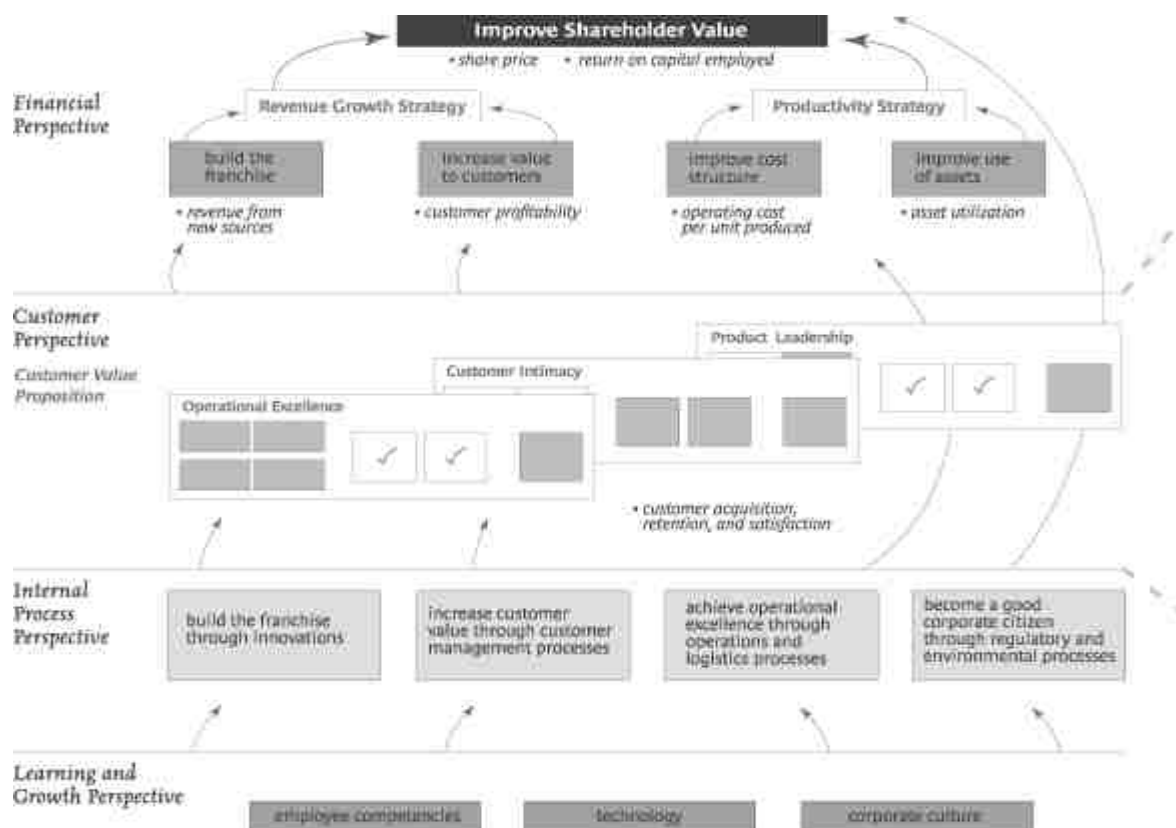 Improve Shareholder Value
• share price • return on capital employed
Financial
Perspective
Revenue Growth Strategy
Productivity Strategy
build the
franchise
increase value
to customers
improve cost
structure
improve use
of assets
• revenue from
new sources
• customer profitability
• operating cost
per unit produced
• asset utilization
Customer
Perspective
Customer Value
Proposition
Product Leadership
Customer Intimacy
Operational Excellence
• customer acquisition,
retention, and satisfaction
Internal
Process
Perspective
build the franchise
through innovations
increase customer
value through customer
management processes
achieve operational
excellence through
operations and
logistics processes
become a good
corporate citizen
through regulatory and
environmental processes
Learning and
Growth Perspective
employee competencies
technology
corporate culture